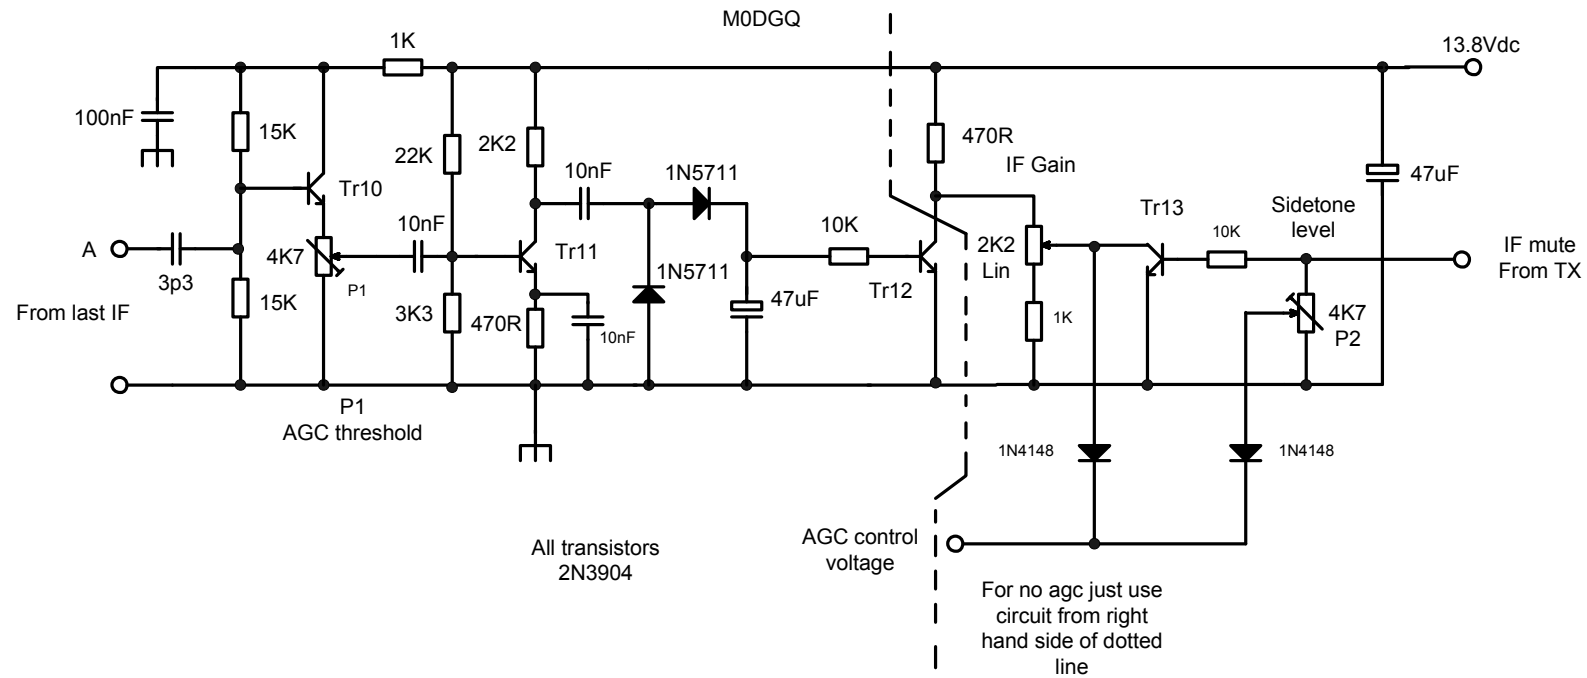 M0DGQ
1K
13.8Vdc
100nF
15K
22K
2K2
470R
IF Gain
47uF
Tr10
10nF
1N5711
Tr13
Sidetone
level
A
3p3
4K7
P1
10nF
Tr11
1N5711
10K
2K2
Lin
10K
IF mute
From TX
From last IF
15K
3K3
470R
10nF
47uF
Tr12
1K
4K7
P2
P1
AGC threshold
1N4148
1N4148
All transistors
2N3904
AGC control
voltage
For no agc just use
circuit from right
hand side of dotted
line